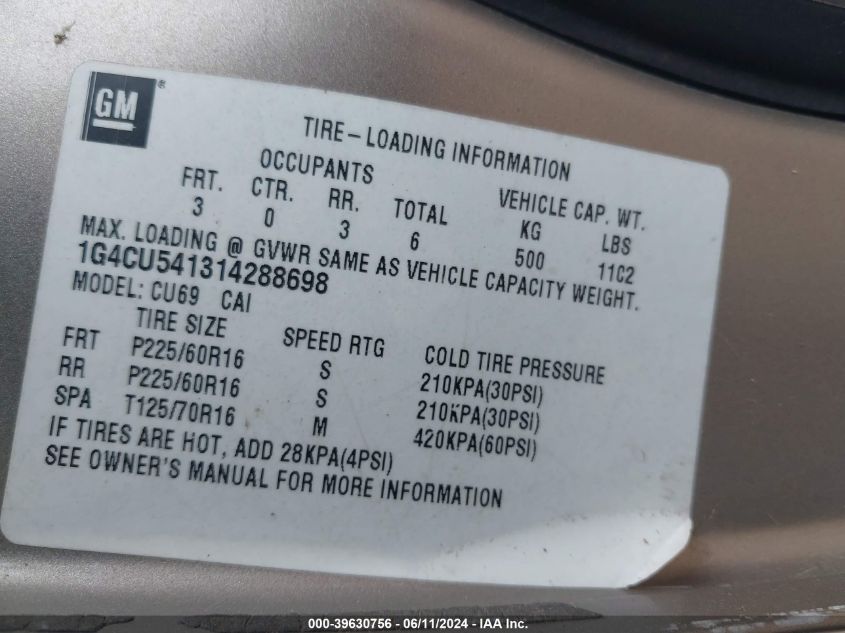 GM ®
TIRE-LOADING INFORMATION
OCCUPANTS VEHICLE CAP. WT.
FRT. CTR. RR. TOTAL KG LBS
3 0 3 6 500 1102
MAX. LOADING @ GVWR SAME AS VEHICLE CAPACITY WEIGHT.
1G4CU541314288698
MODEL: CU69 CAI
TIRE SIZE SPEED RTG COLD TIRE PRESSURE
FRT P225/60R16 S 210KPA(30PSI)
RR P225/60R16 S 210KPA(30PSI)
SPA T125/70R16 M 420KPA(60PSI)
IF TIRES ARE HOT, ADD 28KPA(4PSI)
SEE OWNER'S MANUAL FOR MORE INFORMATION
000-39630756 - 06/11/2024 - IAAI Inc.